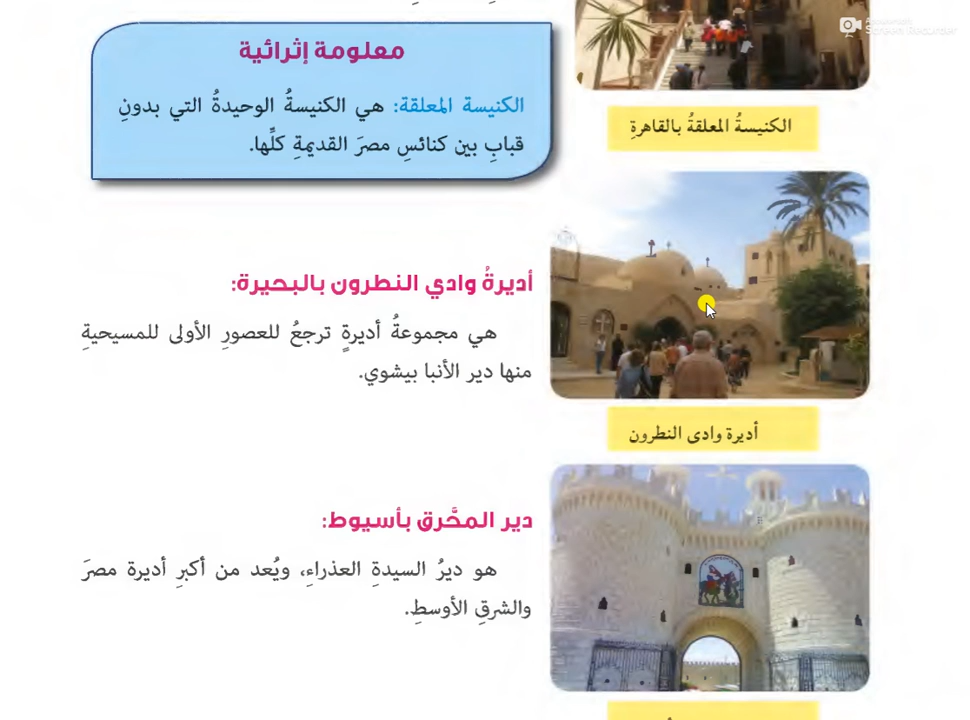 Screen Recorder
معلومة إثرائية
الكنيسة المعلقة: هي الكنيسةُ الوحيدةُ التي بدونِ
قبابِ بين كنائسِ مصرَ القديمةِ كلِّها.
الكنيسةُ المعلقةُ بالقاهرةِ
أديرةُ وادي النطرون بالبحيرة:
هي مجموعةُ أديرةٍ ترجعُ للعصورِ الأولى للمسيحيةِ
منها دير الأنبا بيشوي.
أديرة وادى النطرون
دير المحَّرق بأسيوط:
هو ديرُ السيدةِ العذراءِ، ويُعد من أكبرِ أديرة مصرَ
والشرقِ الأوسطِ.